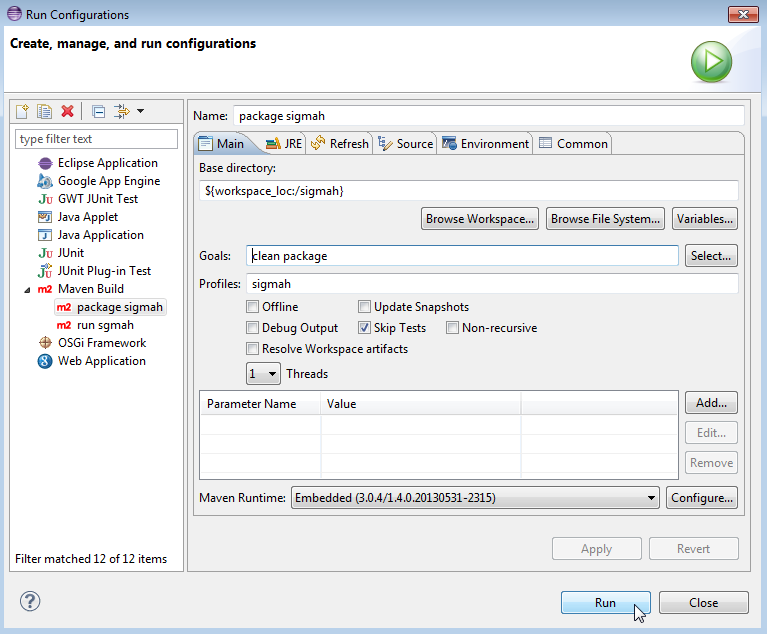 Run Configurations
Create, manage, and run configurations
type filter text
Eclipse Application
Google App Engine
GWT JUnit Test
Java Applet
Java Application
Ju JUnit
JUnit Plug-in Test
m2 Maven Build
m2 package sigmah
m2 run sgmah
OSGi Framework
Web Application
Filter matched 12 of 12 items
Name: package sigmah
Main JRE Refresh Source Environment Common
Base directory:
${workspace_loc:/sigmah}
Browse Workspace... Browse File System... Variables...
Goals: clean package Select...
Profiles: sigmah
Offline Update Snapshots
Debug Output Skip Tests Non-recursive
Resolve Workspace artifacts
1 Threads
Parameter Name Value
Add...
Edit...
Remove
Maven Runtime: Embedded (3.0.4/1.4.0.20130531-2315) Configure...
Apply Revert
? Run Close